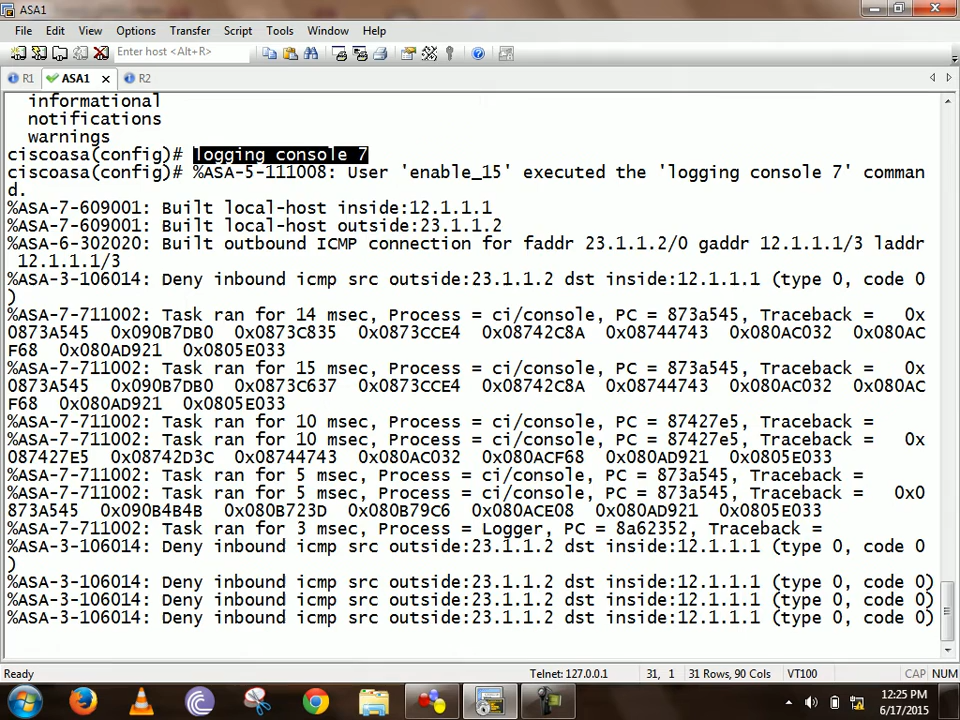 ASA1
File Edit View Options Transfer Script Tools Window Help
Enter host <Alt+R>
R1 ASA1 x R2
informational
notifications
warnings
ciscoasa(config)# logging console 7
ciscoasa(config)# %ASA-5-111008: User 'enable_15' executed the 'logging console 7' comman
d.
%ASA-7-609001: Built local-host inside:12.1.1.1
%ASA-7-609001: Built local-host outside:23.1.1.2
%ASA-6-302020: Built outbound ICMP connection for faddr 23.1.1.2/0 gaddr 12.1.1.1/3 laddr
12.1.1.1/3
%ASA-3-106014: Deny inbound icmp src outside:23.1.1.2 dst inside:12.1.1.1 (type 0, code 0
)
%ASA-7-711002: Task ran for 14 msec, Process = ci/console, PC = 873a545, Traceback =   0x
0873A545  0x090B7DB0  0x0873C835  0x0873CCE4  0x08742C8A  0x08744743  0x080AC032  0x080AC
F68  0x080AD921  0x0805E033
%ASA-7-711002: Task ran for 15 msec, Process = ci/console, PC = 873a545, Traceback =   0x
0873A545  0x090B7DB0  0x0873C637  0x0873CCE4  0x08742C8A  0x08744743  0x080AC032  0x080AC
F68  0x080AD921  0x0805E033
%ASA-7-711002: Task ran for 10 msec, Process = ci/console, PC = 87427e5, Traceback =
%ASA-7-711002: Task ran for 10 msec, Process = ci/console, PC = 87427e5, Traceback =   0x
087427E5  0x08742D3C  0x08744743  0x080AC032  0x080ACF68  0x080AD921  0x0805E033
%ASA-7-711002: Task ran for 5 msec, Process = ci/console, PC = 873a545, Traceback =
%ASA-7-711002: Task ran for 5 msec, Process = ci/console, PC = 873a545, Traceback =   0x0
873A545  0x090B4B4B  0x080B723D  0x080B79C6  0x080ACE08  0x080AD921  0x0805E033
%ASA-7-711002: Task ran for 3 msec, Process = Logger, PC = 8a62352, Traceback =
%ASA-3-106014: Deny inbound icmp src outside:23.1.1.2 dst inside:12.1.1.1 (type 0, code 0
)
%ASA-3-106014: Deny inbound icmp src outside:23.1.1.2 dst inside:12.1.1.1 (type 0, code 0)
%ASA-3-106014: Deny inbound icmp src outside:23.1.1.2 dst inside:12.1.1.1 (type 0, code 0)
%ASA-3-106014: Deny inbound icmp src outside:23.1.1.2 dst inside:12.1.1.1 (type 0, code 0)
Ready Telnet: 127.0.0.1 31, 1 31 Rows, 90 Cols VT100 CAP NUM
12:25 PM
6/17/2015